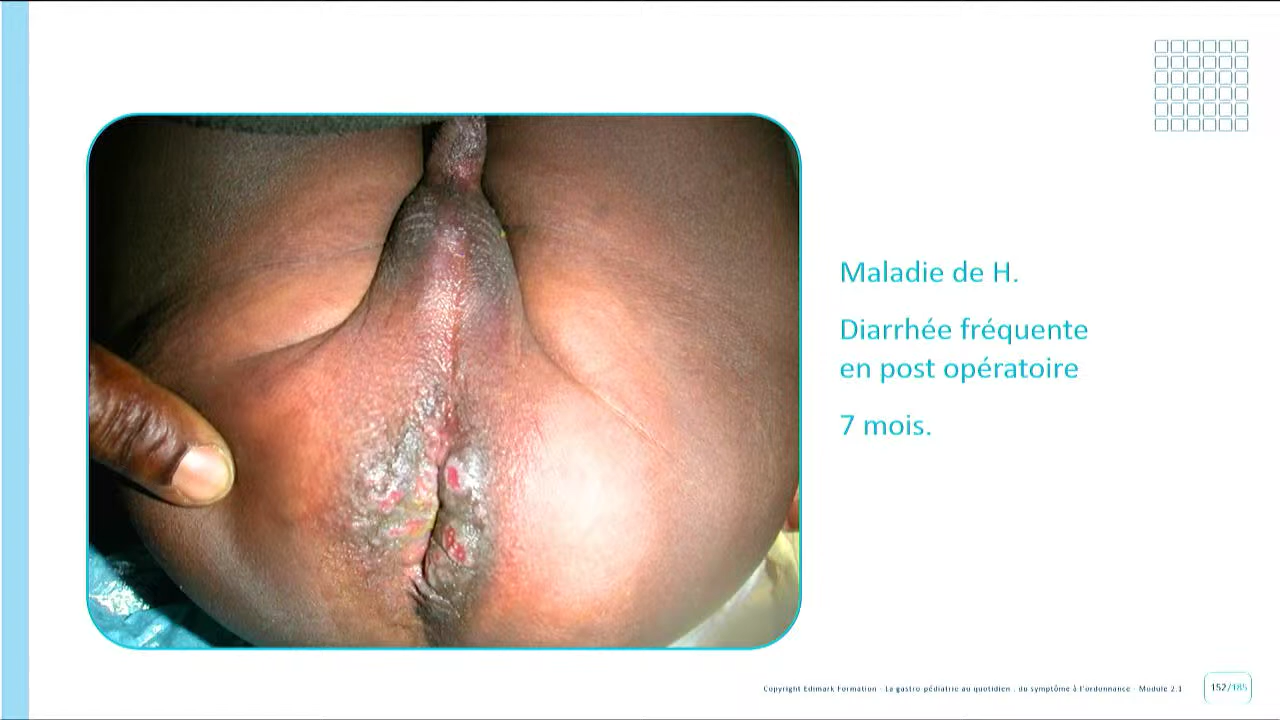 Maladie de H.
Diarrhée fréquente
en post opératoire
7 mois.
Copyright Edimark Formation - La gastro pédiatrie au quotidien : du symptôme à l'ordonnance - Module 2.1
152/185